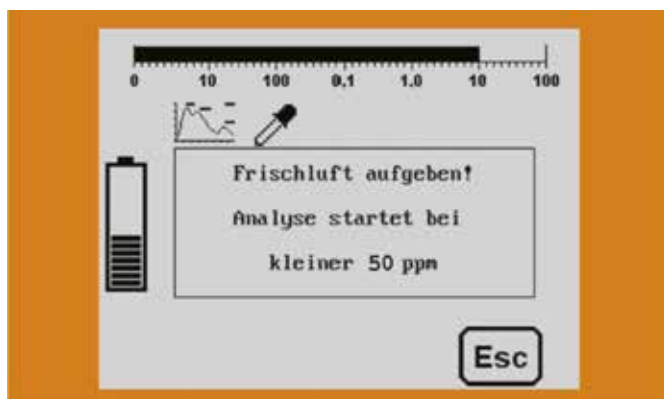 0 10 100 0,1 1,0 10 100
Frischluft aufgeben!
Analyse startet bei
kleiner 50 ppm
Esc